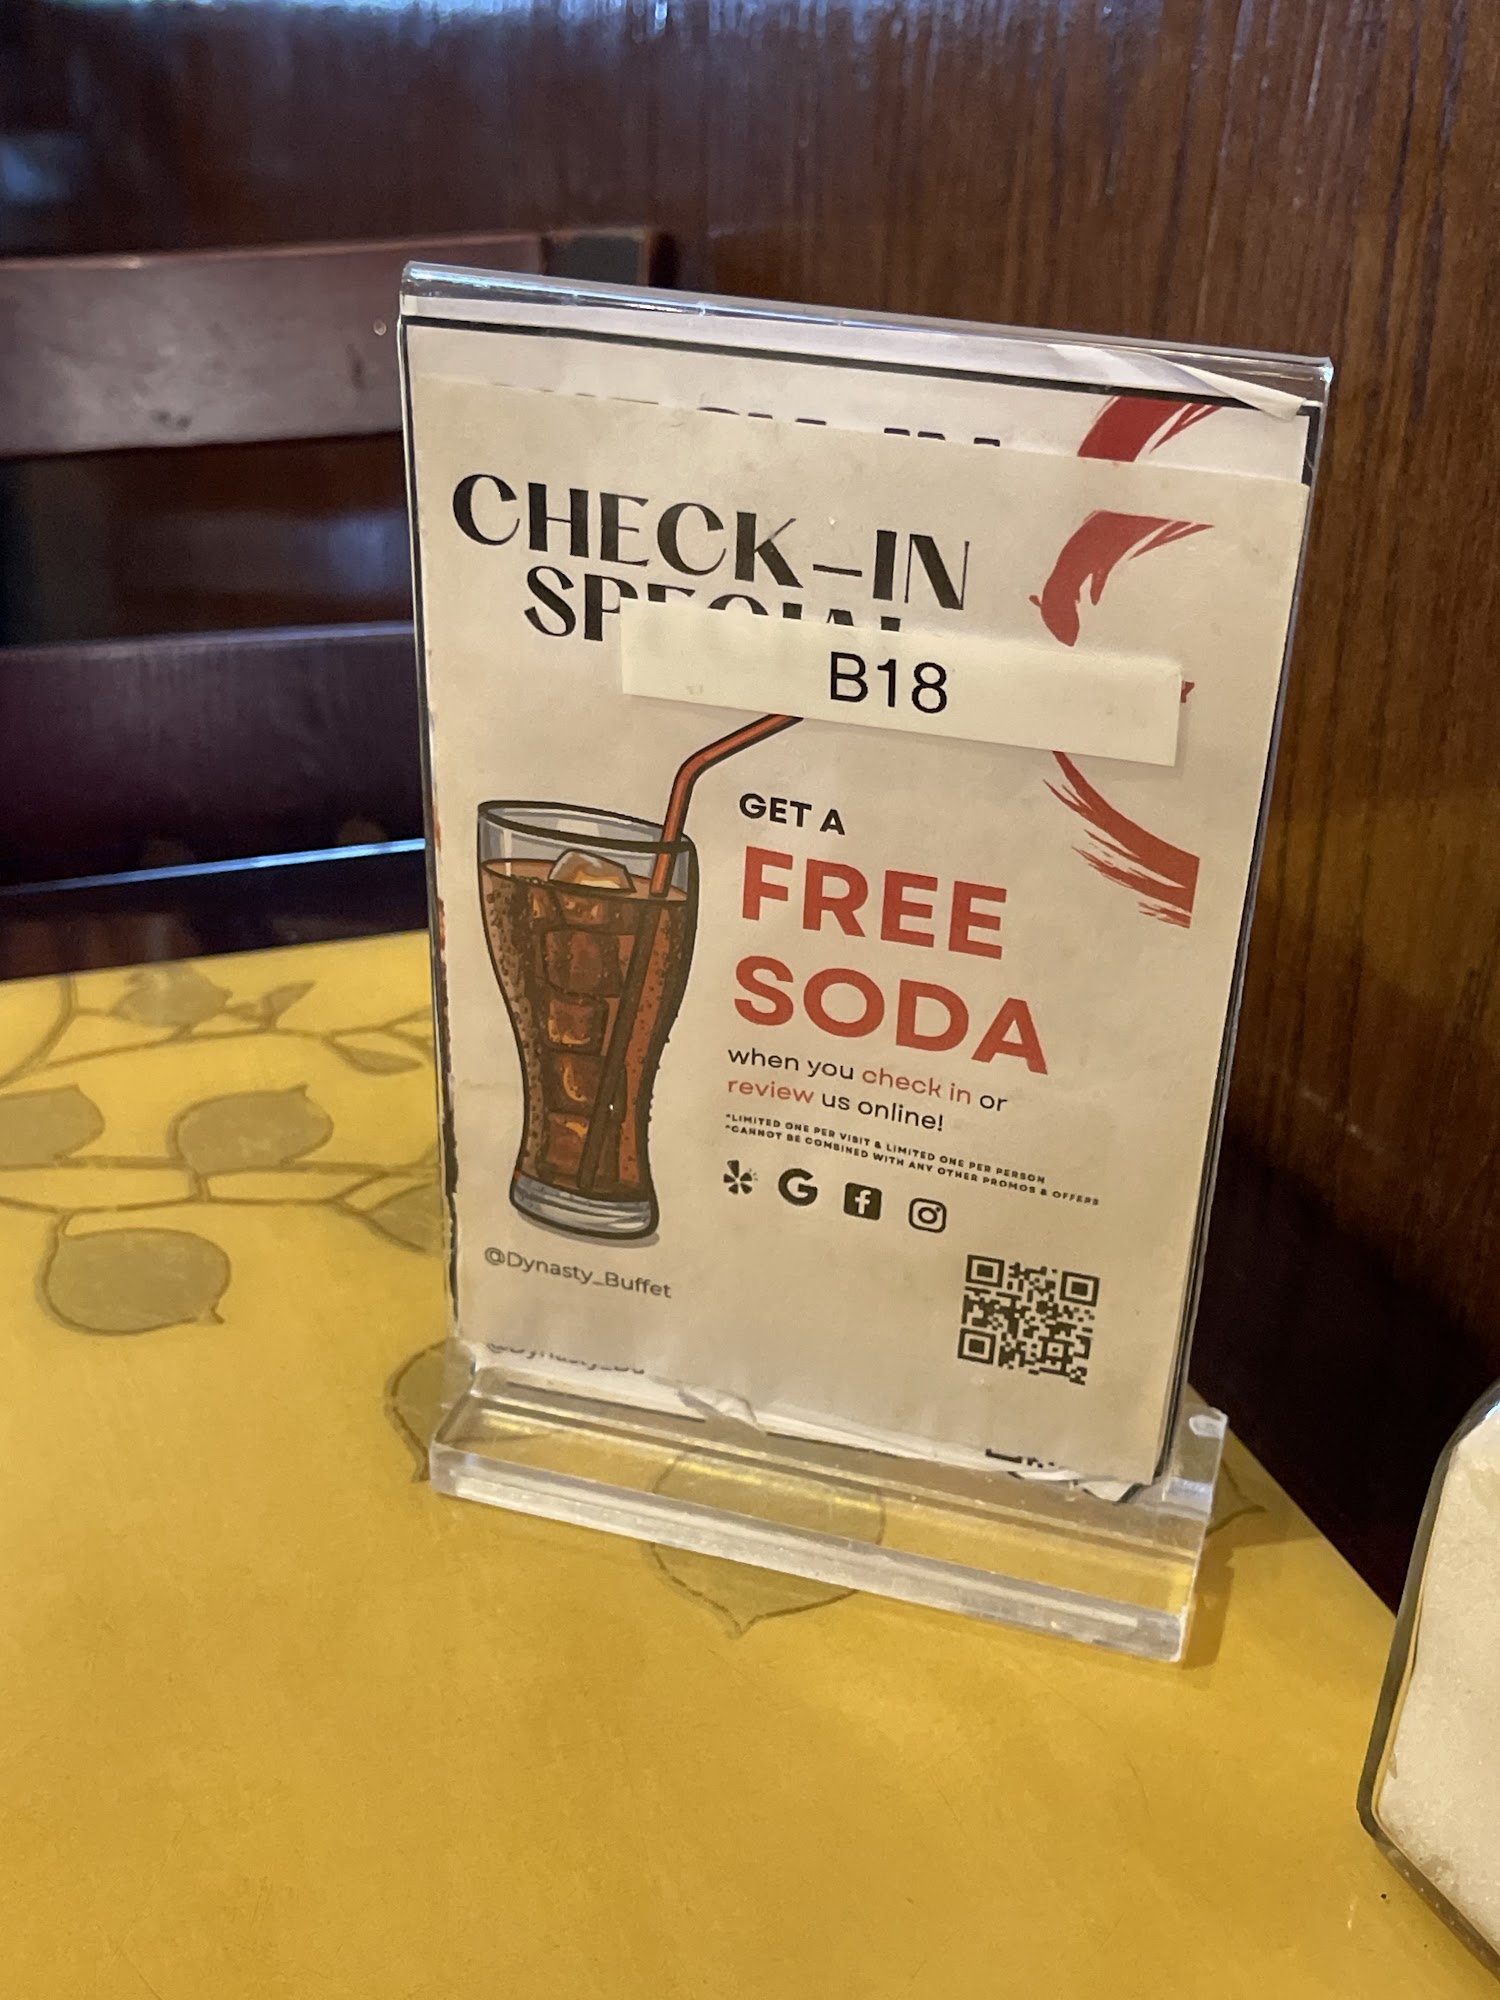 CHECK-IN
SPECIAL
B18
GET A
FREE
SODA
when you check in or
review us online!
*LIMITED ONE PER VISIT & LIMITED ONE PER PERSON
*CANNOT BE COMBINED WITH ANY OTHER PROMOS & OFFERS
@Dynasty_Buffet